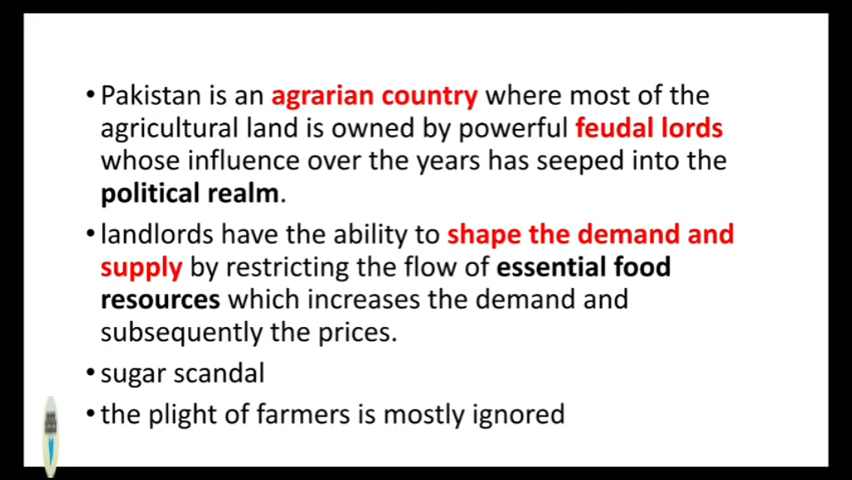 •Pakistan is an agrarian country where most of the
agricultural land is owned by powerful feudal lords
whose influence over the years has seeped into the
political realm.
•landlords have the ability to shape the demand and
supply by restricting the flow of essential food
resources which increases the demand and
subsequently the prices.
•sugar scandal
•the plight of farmers is mostly ignored